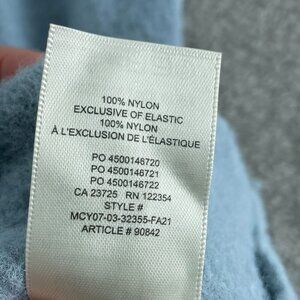 100% NYLON
EXCLUSIVE OF ELASTIC
100% NYLON
À L'EXCLUSION DE L'ÉLASTIQUE
PO 4500146720
PO 4500146721
PO 4500146722
CA 23725 RN 122354
STYLE #
MCY07-03-32355-FA21
ARTICLE # 90842